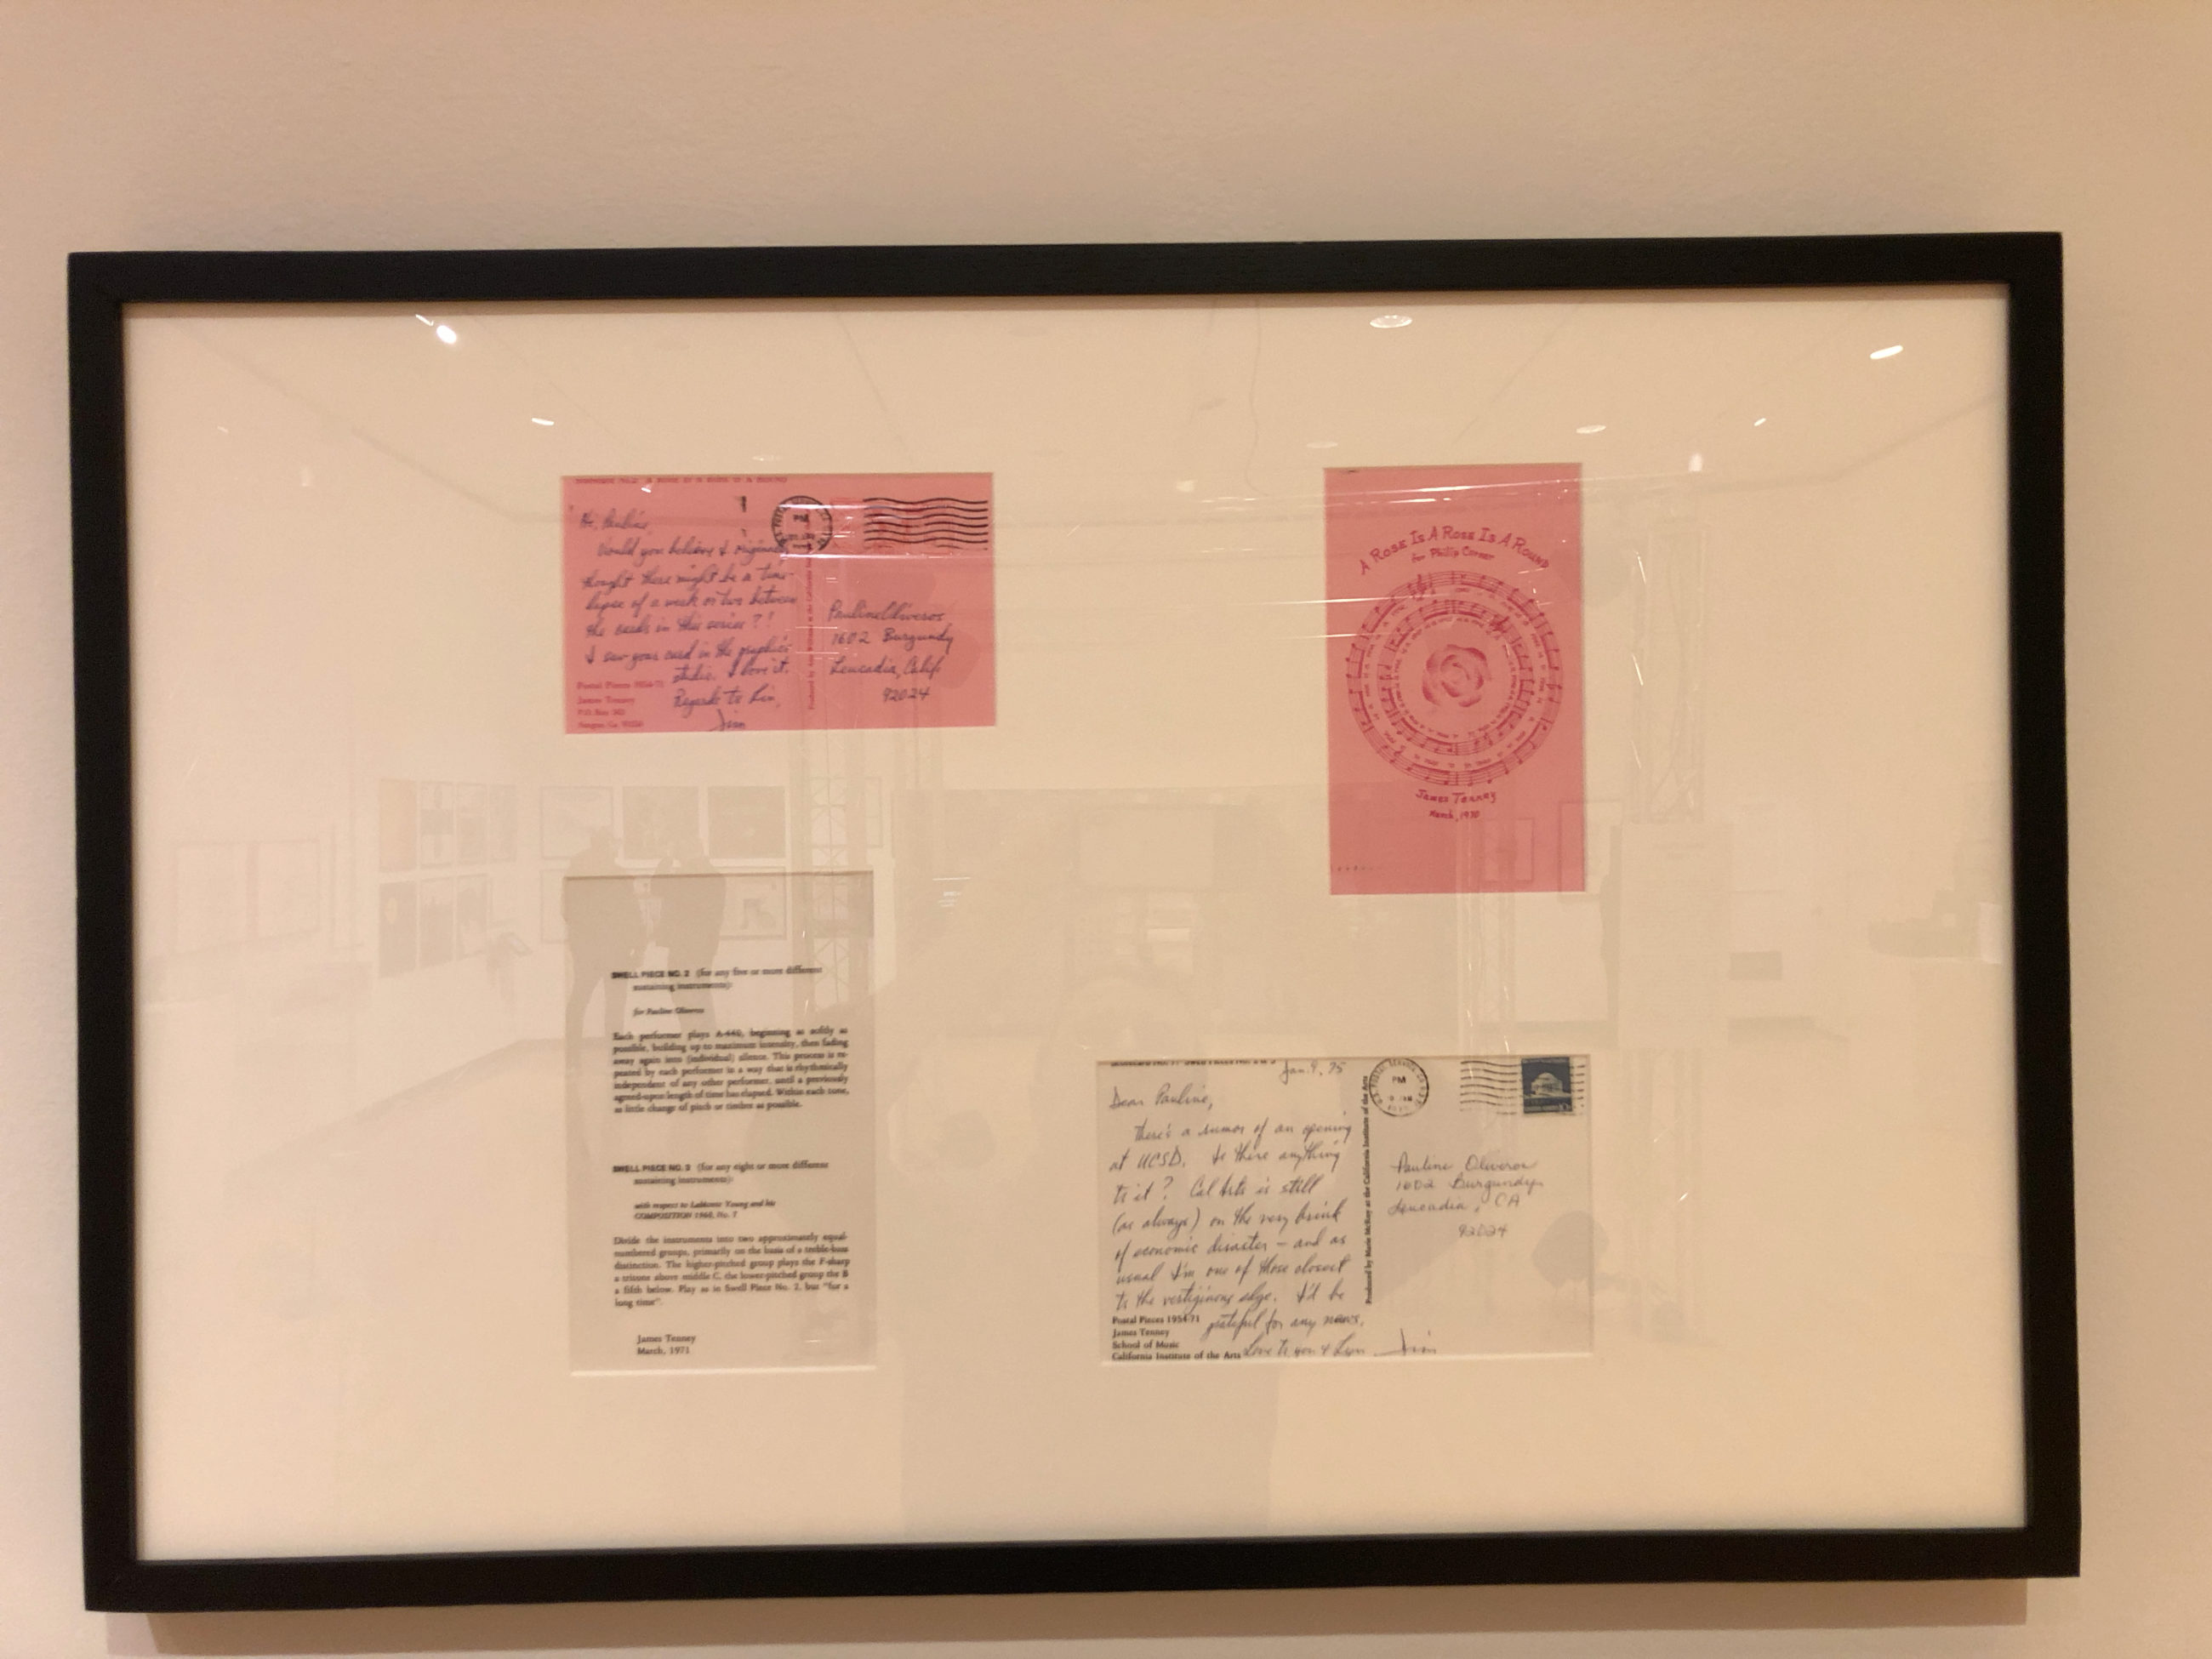 A ROSE IS A ROSE IS A ROUND
Hi, Pauline,
Would you believe I original
thought there might be a time-
lapse of a week or two between
the cards in this series?!
I saw your card in the graphics
studio. I love it.
Regards to Lin,
Jim
Postal Pieces 1954-71
James Tenney
P.O. Box
PM
Pauline Oliveros
1602 Burgundy
Leucadia, Calif.
92024
A ROSE IS A ROSE IS A ROUND
for Philip Corner
James Tenney
March, 1970
SWELL PIECE NO. 2 (for any five or more different
sustaining instruments):
for Pauline Oliveros
Each performer plays A-440, beginning as softly as
possible, building up to maximum intensity, then fading
away again into (individual) silence. This process is re-
peated by each performer in a way that is rhythmically
independent of any other performer, until a previously
agreed-upon length of time has elapsed. Within each tone,
as little change of pitch or timbre as possible.
SWELL PIECE NO. 3 (for any eight or more different
sustaining instruments):
with respect to LaMonte Young and his
COMPOSITION 1960, No. 7
Divide the instruments into two approximately equal-
numbered groups, primarily on the basis of a treble-bass
distinction. The higher-pitched group plays the F-sharp
a tritone above middle C, the lower-pitched group the B
a fifth below. Play as in Swell Piece No. 2, but "for a
long time".
James Tenney
March, 1971
Jan. 9, 75
Dear Pauline,
There's a rumor of an opening
at UCSD. Is there anything
to it? Cal Arts is still
(as always) on the very brink
of economic disaster – and as
usual I'm one of those closest
to the vertiginous edge. I'd be
grateful for any news.
Love to you & Lin – Jim
Postal Pieces 1954-71
James Tenney
School of Music
California Institute of the Arts
Produced by Marie McKay at the California Institute of the Arts
PM
Pauline Oliveros
1602 Burgundy
Leucadia, CA
92024